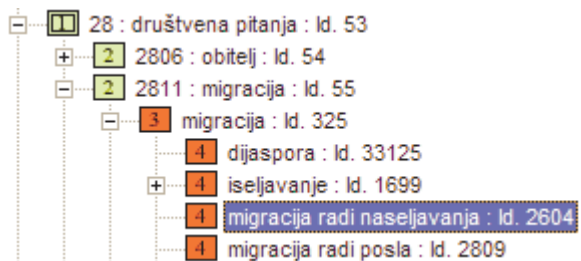 28 : društvena pitanja : Id. 53
2 2806 : obitelj : Id. 54
2 2811 : migracija : Id. 55
3 migracija : Id. 325
4 dijaspora : Id. 33125
4 iseljavanje : Id. 1699
4 migracija radi naseljavanja : Id. 2604
4 migracija radi posla : Id. 2809